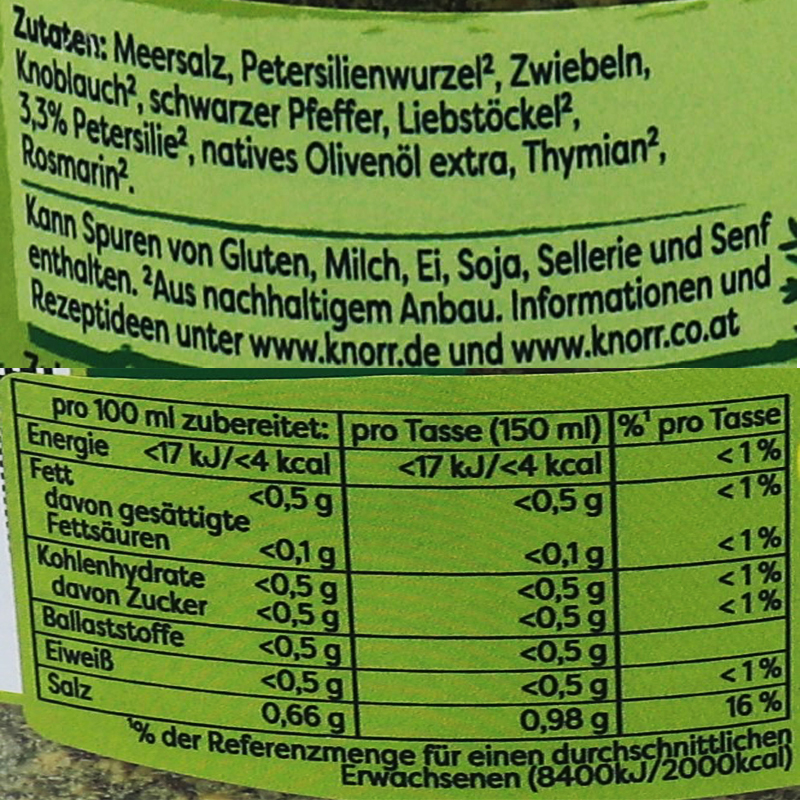 Zutaten: Meersalz, Petersilienwurzel², Zwiebeln,
Knoblauch², schwarzer Pfeffer, Liebstöckel²,
3,3% Petersilie², natives Olivenöl extra, Thymian²,
Rosmarin².
Kann Spuren von Gluten, Milch, Ei, Soja, Sellerie und Senf
enthalten. ²Aus nachhaltigem Anbau. Informationen und
Rezeptideen unter www.knorr.de und www.knorr.co.at
pro 100 ml zubereitet: pro Tasse (150 ml) %¹ pro Tasse
Energie <17 kJ/<4 kcal <17 kJ/<4 kcal <1%
Fett <0,5 g <0,5 g <1%
davon gesättigte
Fettsäuren <0,1 g <0,1 g <1%
Kohlenhydrate <0,5 g <0,5 g <1%
davon Zucker <0,5 g <0,5 g <1%
Ballaststoffe <0,5 g <0,5 g
Eiweiß <0,5 g <0,5 g <1%
Salz 0,66 g 0,98 g 16 %
¹% der Referenzmenge für einen durchschnittlichen
Erwachsenen (8400kJ/2000kcal)